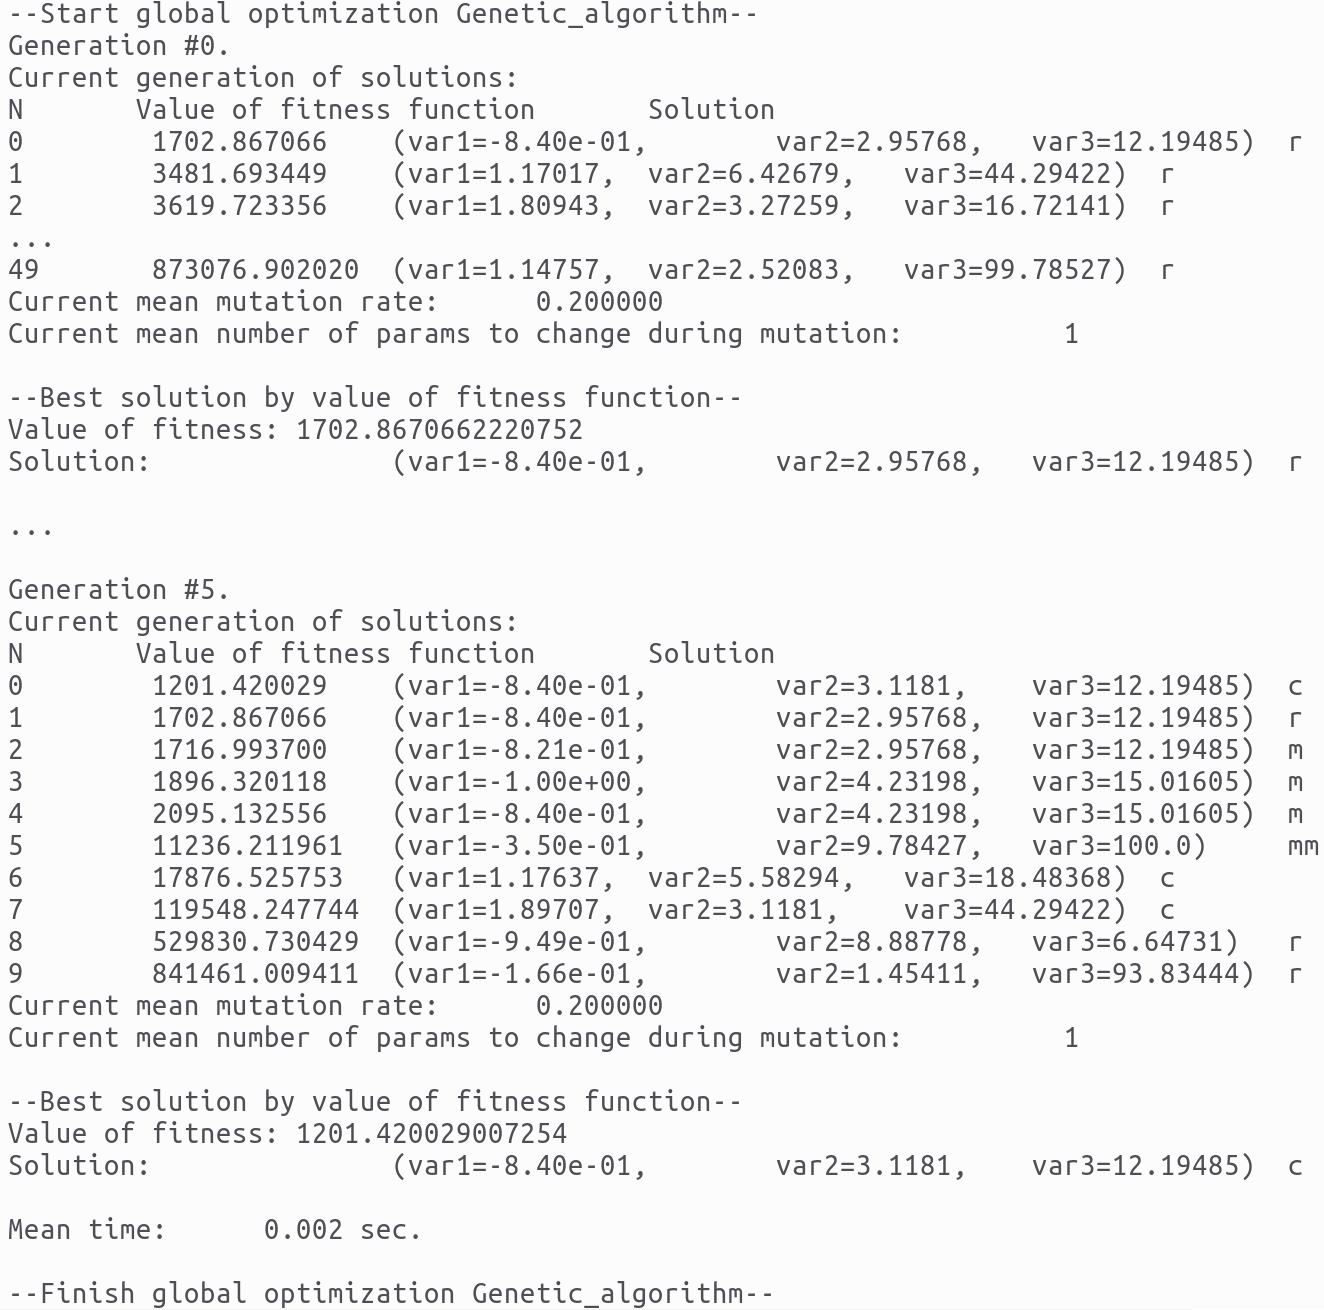 --Start global optimization Genetic_algorithm--
Generation #0.
Current generation of solutions:
N       Value of fitness function       Solution
0        1702.867066    (var1=-8.40e-01,        var2=2.95768,   var3=12.19485)  r
1        3481.693449    (var1=1.17017,  var2=6.42679,   var3=44.29422)  r
2        3619.723356    (var1=1.80943,  var2=3.27259,   var3=16.72141)  r
...
49       873076.902020  (var1=1.14757,  var2=2.52083,   var3=99.78527)  r
Current mean mutation rate:      0.200000
Current mean number of params to change during mutation:          1
--Best solution by value of fitness function--
Value of fitness: 1702.8670662220752
Solution:               (var1=-8.40e-01,        var2=2.95768,   var3=12.19485)  r
...
Generation #5.
Current generation of solutions:
N       Value of fitness function       Solution
0        1201.420029    (var1=-8.40e-01,        var2=3.1181,    var3=12.19485)  c
1        1702.867066    (var1=-8.40e-01,        var2=2.95768,   var3=12.19485)  r
2        1716.993700    (var1=-8.21e-01,        var2=2.95768,   var3=12.19485)  m
3        1896.320118    (var1=-1.00e+00,        var2=4.23198,   var3=15.01605)  m
4        2095.132556    (var1=-8.40e-01,        var2=4.23198,   var3=15.01605)  m
5        11236.211961   (var1=-3.50e-01,        var2=9.78427,   var3=100.0)     mm
6        17876.525753   (var1=1.17637,  var2=5.58294,   var3=18.48368)  c
7        119548.247744  (var1=1.89707,  var2=3.1181,    var3=44.29422)  c
8        529830.730429  (var1=-9.49e-01,        var2=8.88778,   var3=6.64731)   r
9        841461.009411  (var1=-1.66e-01,        var2=1.45411,   var3=93.83444)  r
Current mean mutation rate:      0.200000
Current mean number of params to change during mutation:          1
--Best solution by value of fitness function--
Value of fitness: 1201.420029007254
Solution:               (var1=-8.40e-01,        var2=3.1181,    var3=12.19485)  c
Mean time:      0.002 sec.
--Finish global optimization Genetic_algorithm--